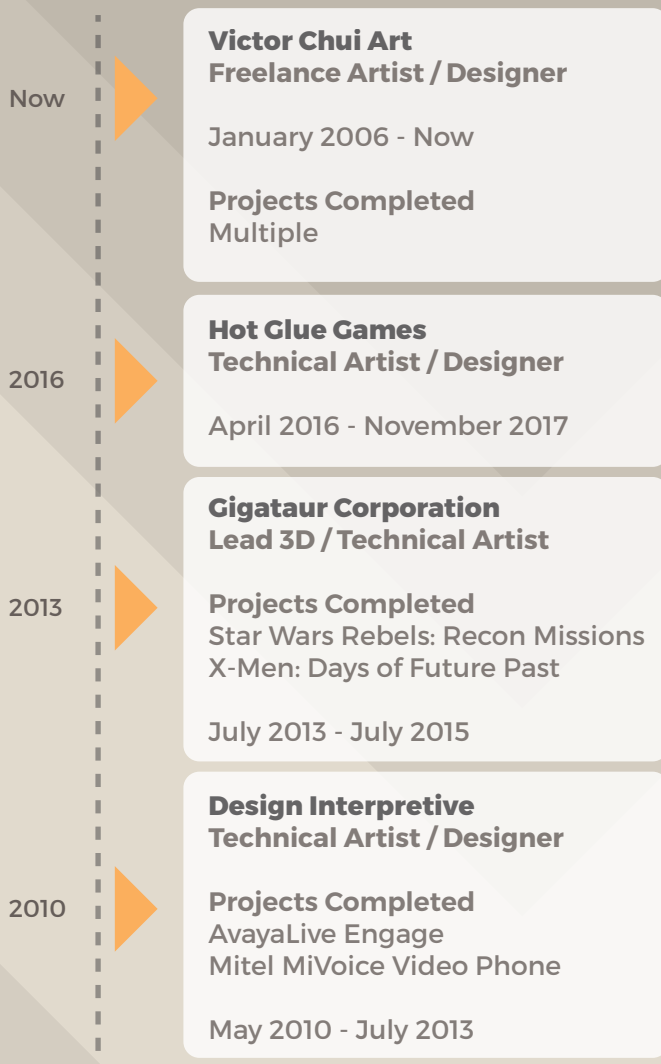 Now
Victor Chui Art
Freelance Artist / Designer
January 2006 - Now
Projects Completed
Multiple
2016
Hot Glue Games
Technical Artist / Designer
April 2016 - November 2017
2013
Gigataur Corporation
Lead 3D / Technical Artist
Projects Completed
Star Wars Rebels: Recon Missions
X-Men: Days of Future Past
July 2013 - July 2015
2010
Design Interpretive
Technical Artist / Designer
Projects Completed
AvayaLive Engage
Mitel MiVoice Video Phone
May 2010 - July 2013